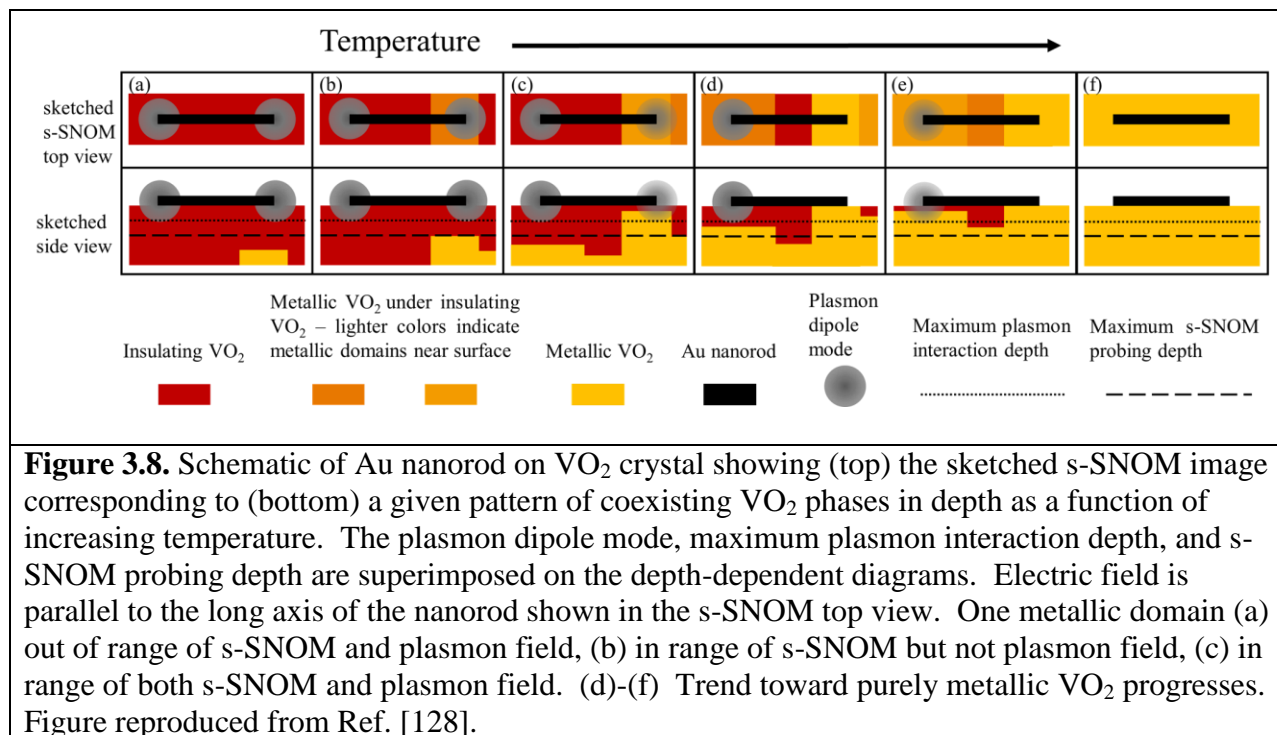 Temperature
(a) (b) (c) (d) (e) (f)
sketched
s-SNOM
top view
sketched
side view
Insulating VO₂
Metallic VO₂ under insulating
VO₂ – lighter colors indicate
metallic domains near surface
Metallic VO₂
Au nanorod
Plasmon
dipole
mode
Maximum plasmon
interaction depth
Maximum s-SNOM
probing depth
Figure 3.8. Schematic of Au nanorod on VO₂ crystal showing (top) the sketched s-SNOM image
corresponding to (bottom) a given pattern of coexisting VO₂ phases in depth as a function of
increasing temperature. The plasmon dipole mode, maximum plasmon interaction depth, and s-
SNOM probing depth are superimposed on the depth-dependent diagrams. Electric field is
parallel to the long axis of the nanorod shown in the s-SNOM top view. One metallic domain (a)
out of range of s-SNOM and plasmon field, (b) in range of s-SNOM but not plasmon field, (c) in
range of both s-SNOM and plasmon field. (d)-(f) Trend toward purely metallic VO₂ progresses.
Figure reproduced from Ref. [128].